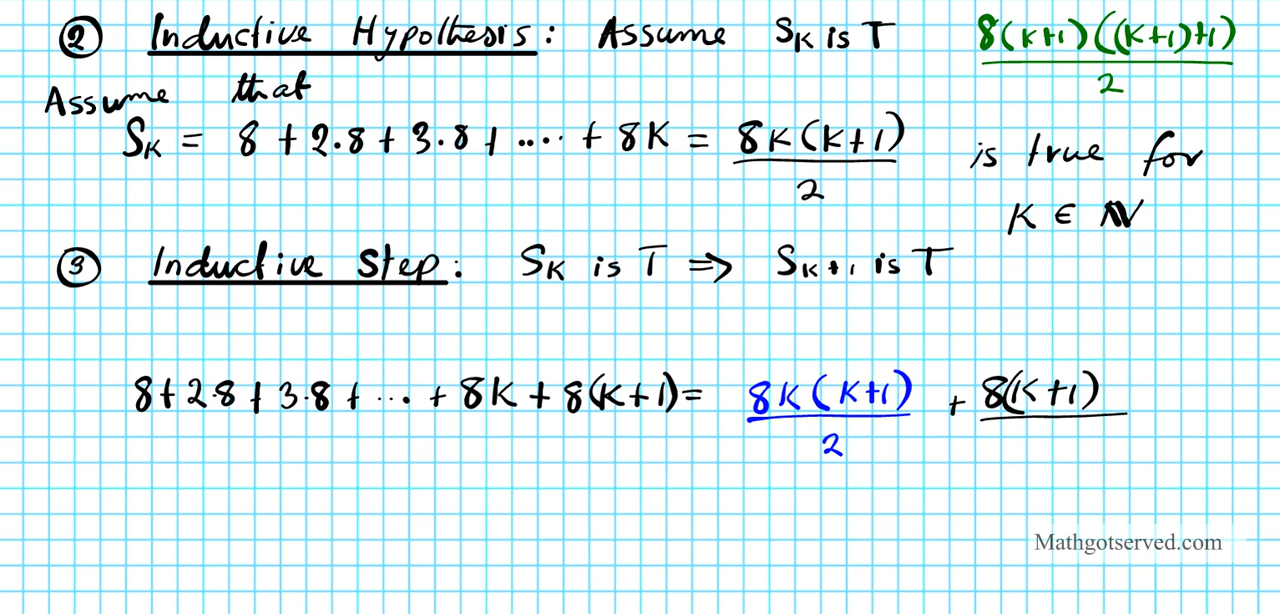 ② Inductive Hypothesis: Assume Sₖ is T
8(k+1)((k+1)+1)
2
Assume that
Sₖ = 8 + 2·8 + 3·8 + .... + 8K = 8K(K+1)
2
is true for
K ∈ ℕ
③ Inductive Step: Sₖ is T ⇒ Sₖ₊₁ is T
8+2·8+3·8+...+8K+8(K+1)= 8K(K+1) + 8(K+1)
2
Mathgotserved.com